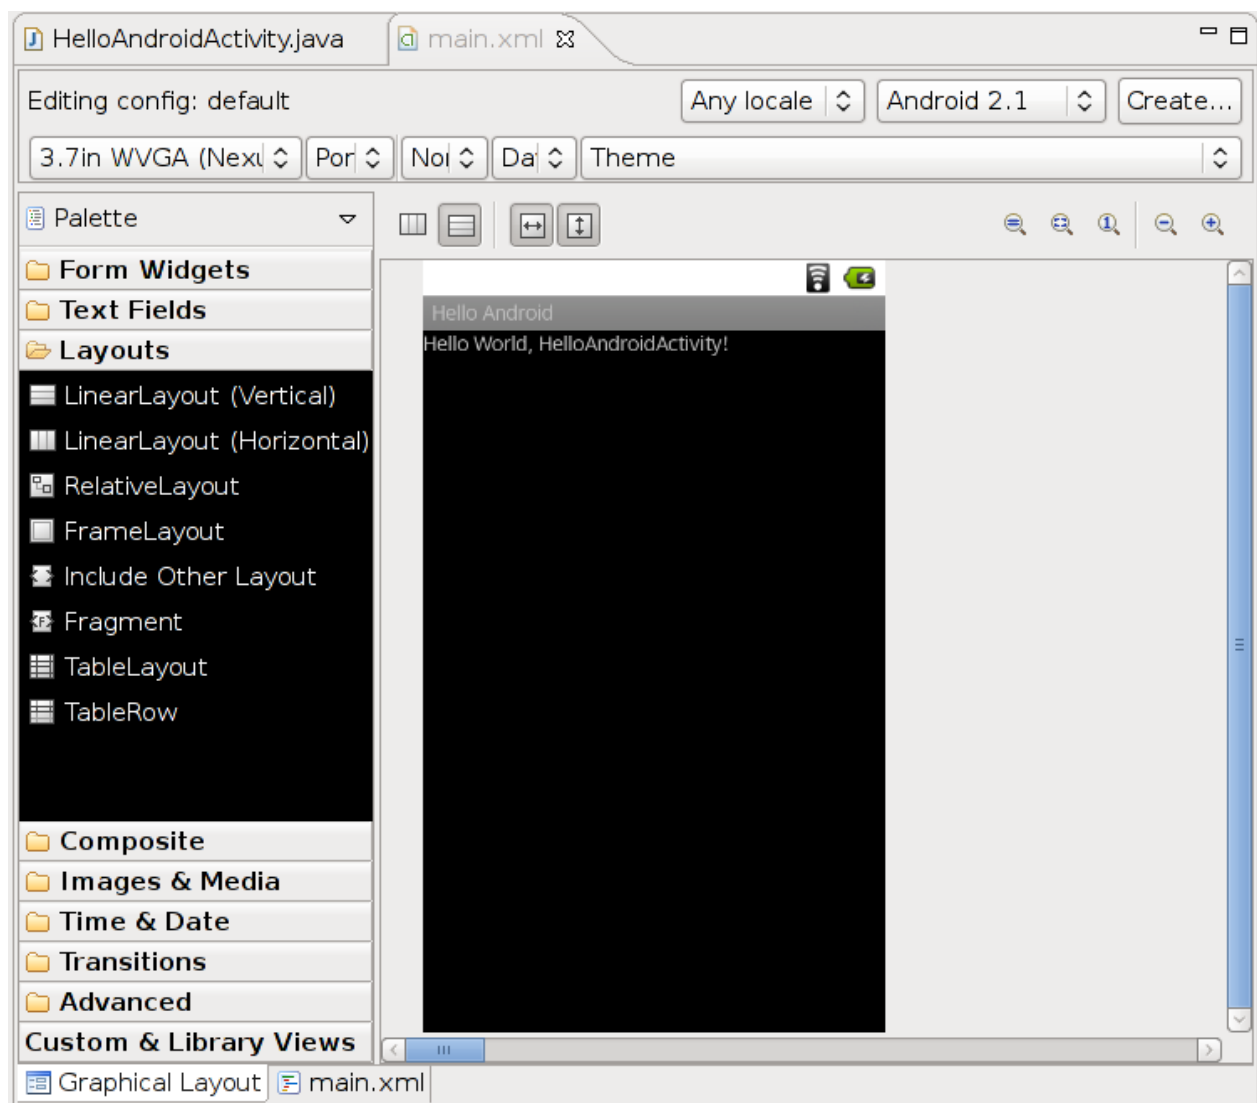 HelloAndroidActivity.java
main.xml
Editing config: default
Any locale
Android 2.1
Create...
3.7in WVGA (Nexu
Por
Nor
Da
Theme
Palette
Form Widgets
Text Fields
Layouts
LinearLayout (Vertical)
LinearLayout (Horizontal)
RelativeLayout
FrameLayout
Include Other Layout
Fragment
TableLayout
TableRow
Composite
Images & Media
Time & Date
Transitions
Advanced
Custom & Library Views
Hello Android
Hello World, HelloAndroidActivity!
Graphical Layout
main.xml